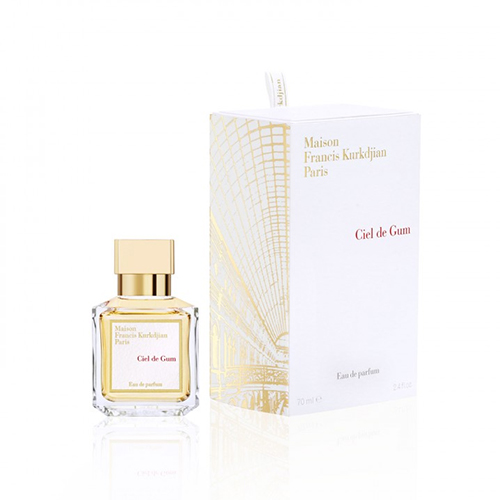 kdjian
Maison
Francis Kurkdjian
Paris
Ciel de Gum
Eau de parfum
70 ml e
2.4 fl.oz
Maison
Francis Kurkdjian
Paris
Ciel de Gum
Eau de parfum